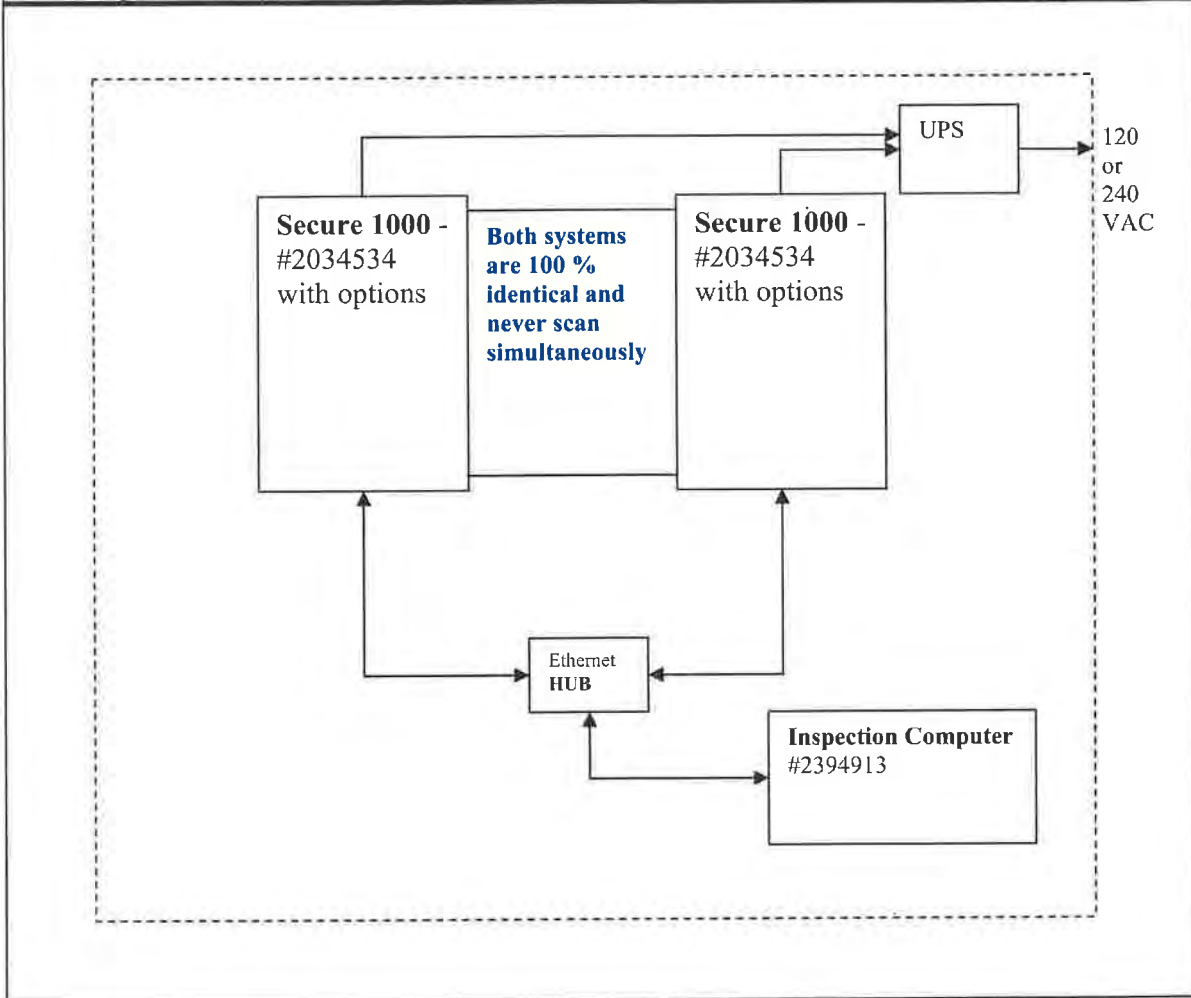 UPS
120
or
240
VAC
Secure 1000 -
#2034534
with options
Both systems
are 100 %
identical and
never scan
simultaneously
Secure 1000 -
#2034534
with options
Ethernet
HUB
Inspection Computer
#2394913